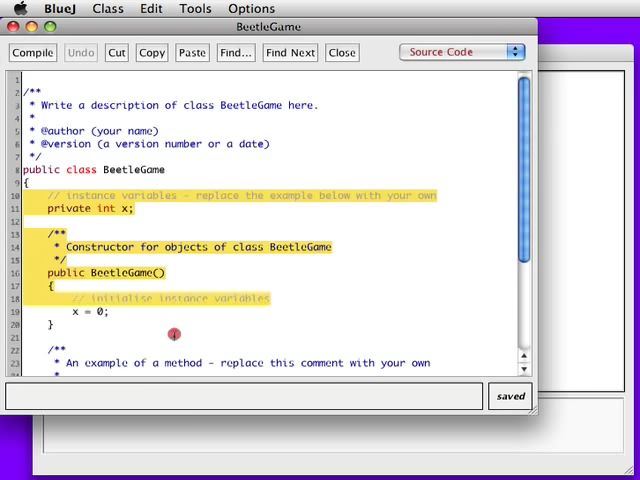 BlueJ Class Edit Tools Options
BeetleGame
Compile Undo Cut Copy Paste Find... Find Next Close Source Code
1
2 /**
3 * Write a description of class BeetleGame here.
4 *
5 * @author (your name)
6 * @version (a version number or a date)
7 */
8 public class BeetleGame
9 {
10 // instance variables - replace the example below with your own
11 private int x;
12
13 /**
14 * Constructor for objects of class BeetleGame
15 */
16 public BeetleGame()
17 {
18 // initialise instance variables
19 x = 0;
20 }
21
22 /**
23 * An example of a method - replace this comment with your own
24 *
saved